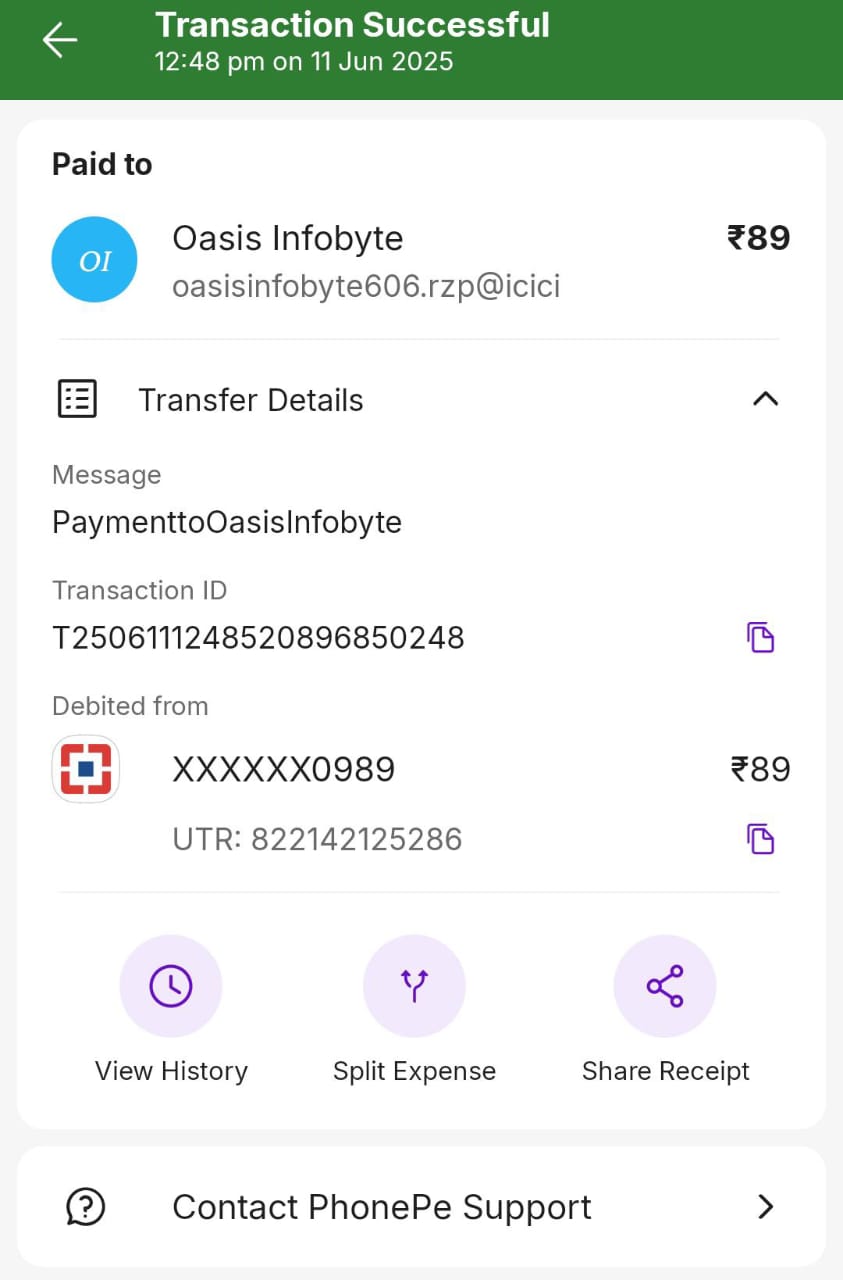 Transaction Successful
12:48 pm on 11 Jun 2025
Paid to
OI
Oasis Infobyte
₹89
oasisinfobyte606.rzp@icici
Transfer Details
Message
PaymenttoOasisInfobyte
Transaction ID
T2506111248520896850248
Debited from
XXXXXX0989
₹89
UTR: 822142125286
View History
Split Expense
Share Receipt
Contact PhonePe Support